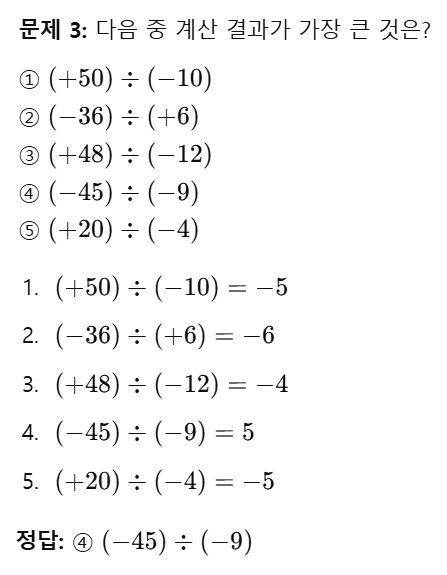 문제 3: 다음 중 계산 결과가 가장 큰 것은?
① (+50) ÷ (−10)
② (−36) ÷ (+6)
③ (+48) ÷ (−12)
④ (−45) ÷ (−9)
⑤ (+20) ÷ (−4)
1. (+50) ÷ (−10) = −5
2. (−36) ÷ (+6) = −6
3. (+48) ÷ (−12) = −4
4. (−45) ÷ (−9) = 5
5. (+20) ÷ (−4) = −5
정답: ④ (−45) ÷ (−9)